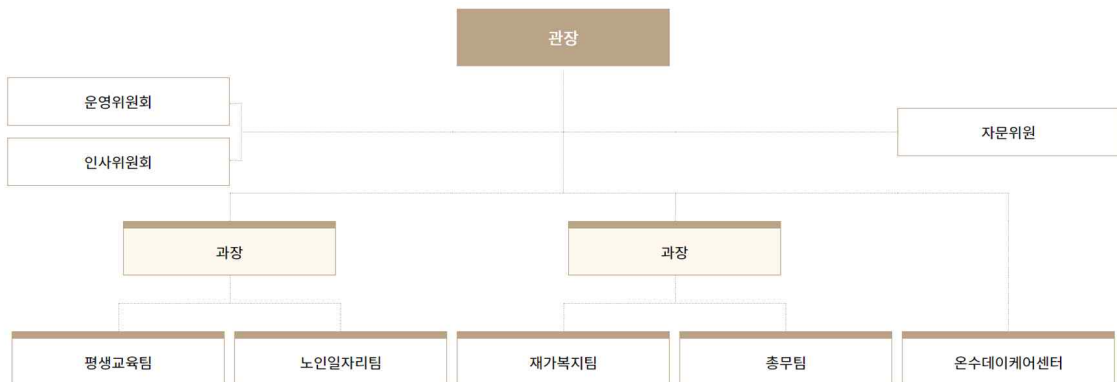 관장
운영위원회
자문위원
인사위원회
과장
과장
평생교육팀
노인일자리팀
재가복지팀
총무팀
온수데이케어센터